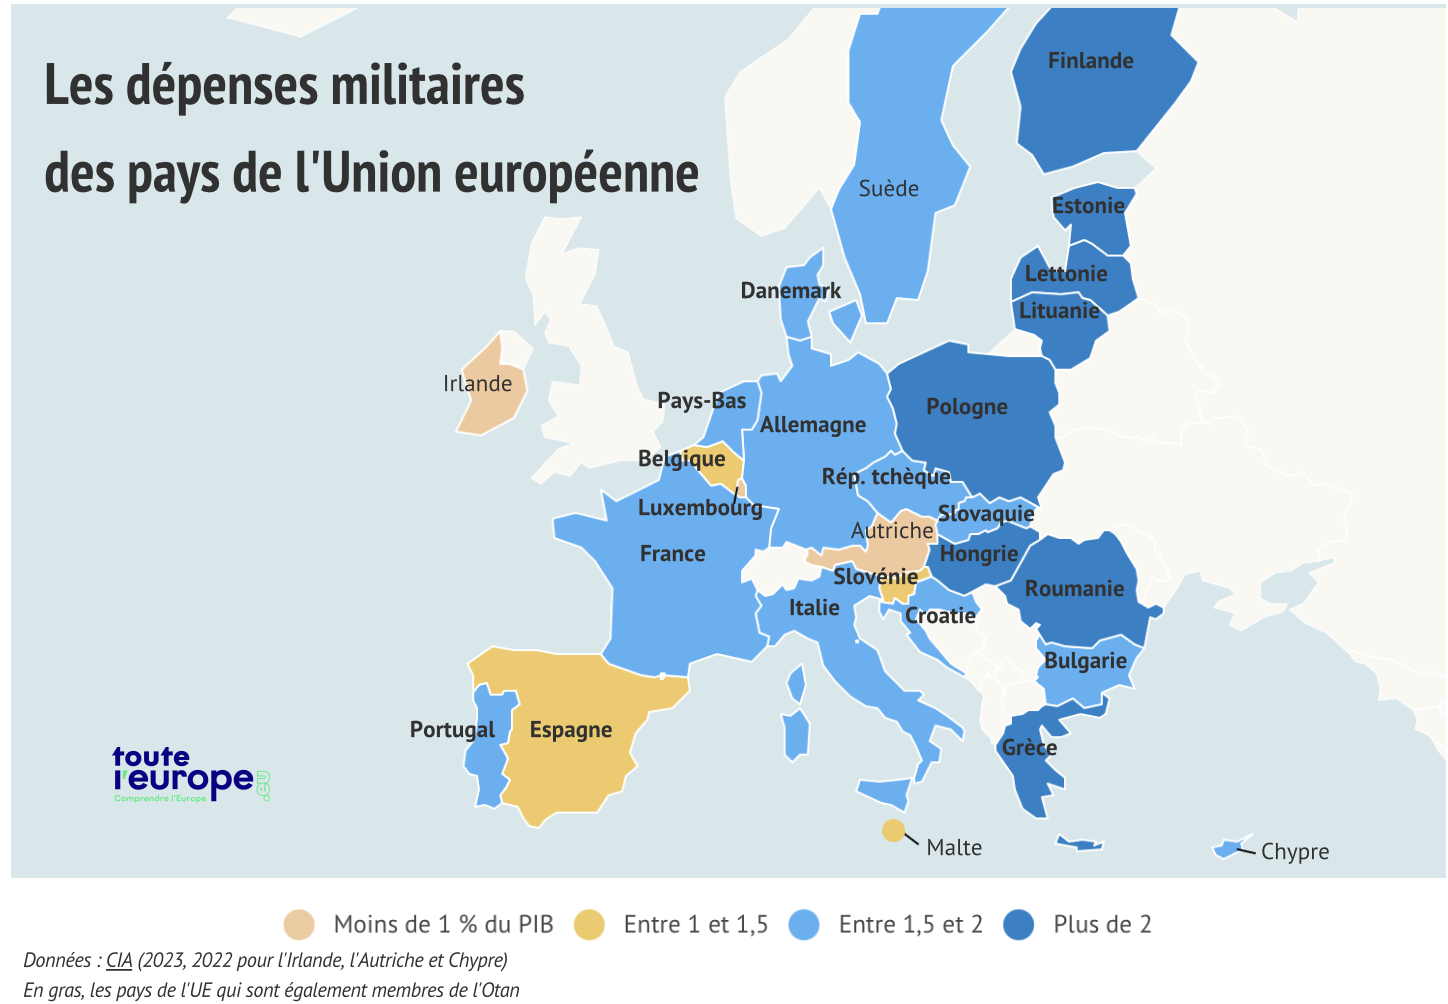 Les dépenses militaires
des pays de l'Union européenne
Finlande
Suède
Estonie
Lettonie
Danemark
Lituanie
Irlande
Pays-Bas
Pologne
Allemagne
Belgique
Rép. tchèque
Luxembourg
Slovaquie
Autriche
France
Hongrie
Slovénie
Roumanie
Italie
Croatie
Bulgarie
Portugal
Espagne
Grèce
toute
l'europe.eu
Comprendre l'Europe
Malte
Chypre
Moins de 1 % du PIB
Entre 1 et 1,5
Entre 1,5 et 2
Plus de 2
Données : CIA (2023, 2022 pour l'Irlande, l'Autriche et Chypre)
En gras, les pays de l'UE qui sont également membres de l'Otan